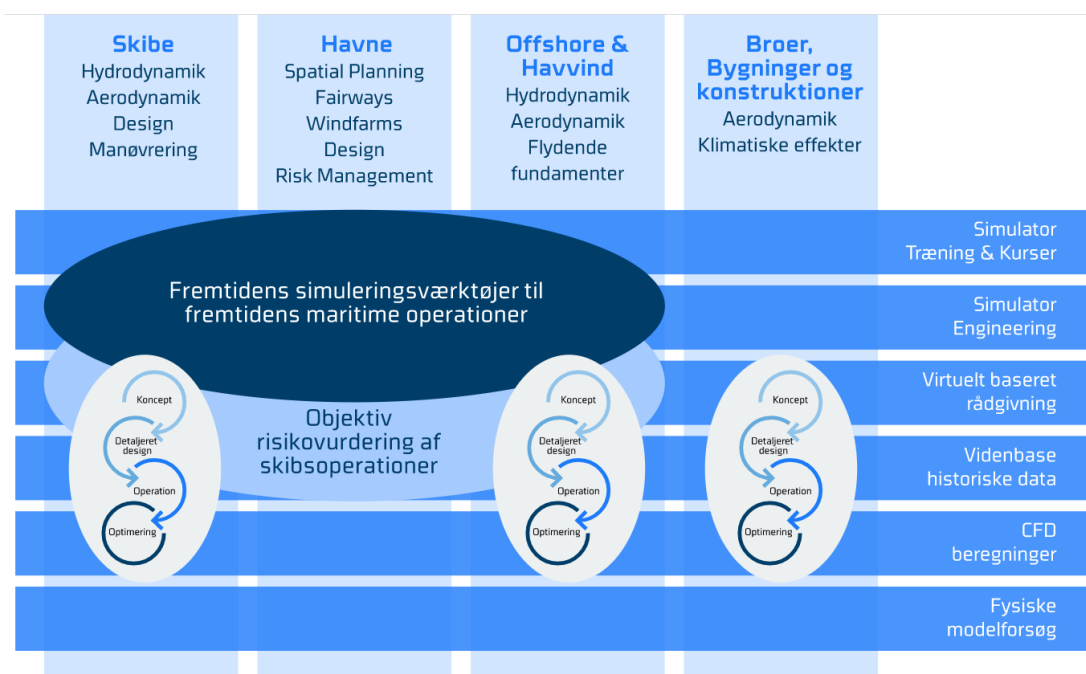 Skibe
Hydrodynamik
Aerodynamik
Design
Manøvrering
Havne
Spatial Planning
Fairways
Windfarms
Design
Risk Management
Offshore &
Havvind
Hydrodynamik
Aerodynamik
Flydende
fundamenter
Broer,
Bygninger og
konstruktioner
Aerodynamik
Klimatiske effekter
Simulator
Træning & Kurser
Simulator
Engineering
Virtuelt baseret
rådgivning
Videnbase
historiske data
CFD
beregninger
Fysiske
modelforsøg
Fremtidens simuleringsværktøjer til
fremtidens maritime operationer
Objektiv
risikovurdering af
skibsoperationer
Koncept
Detaljeret
design
Operation
Optimering
Koncept
Detaljeret
design
Operation
Optimering
Koncept
Detaljeret
design
Operation
Optimering